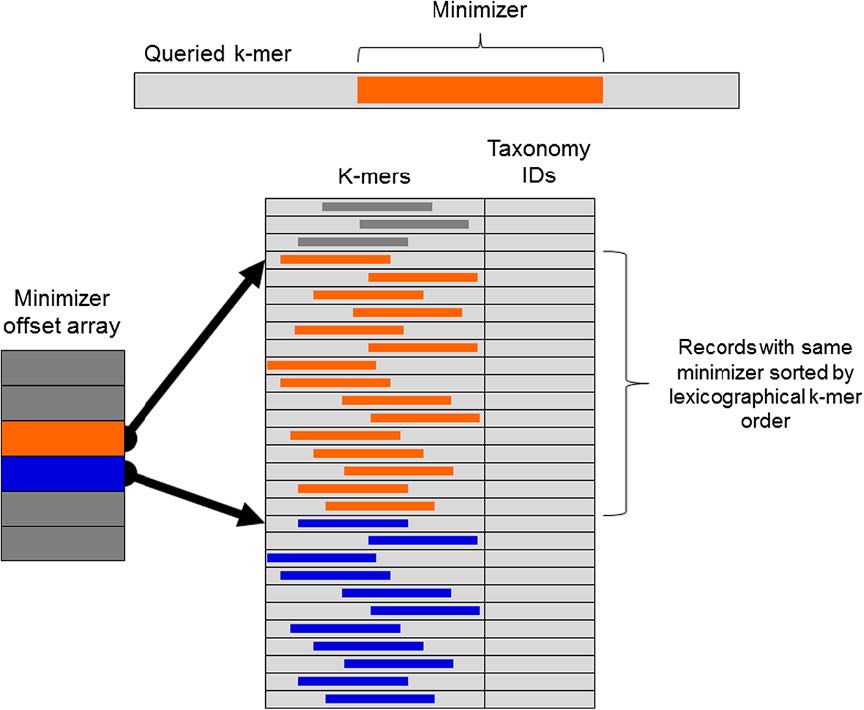 Minimizer
Queried k-mer
Taxonomy
IDs
K-mers
Minimizer
offset array
Records with same
minimizer sorted by
lexicographical k-mer
order